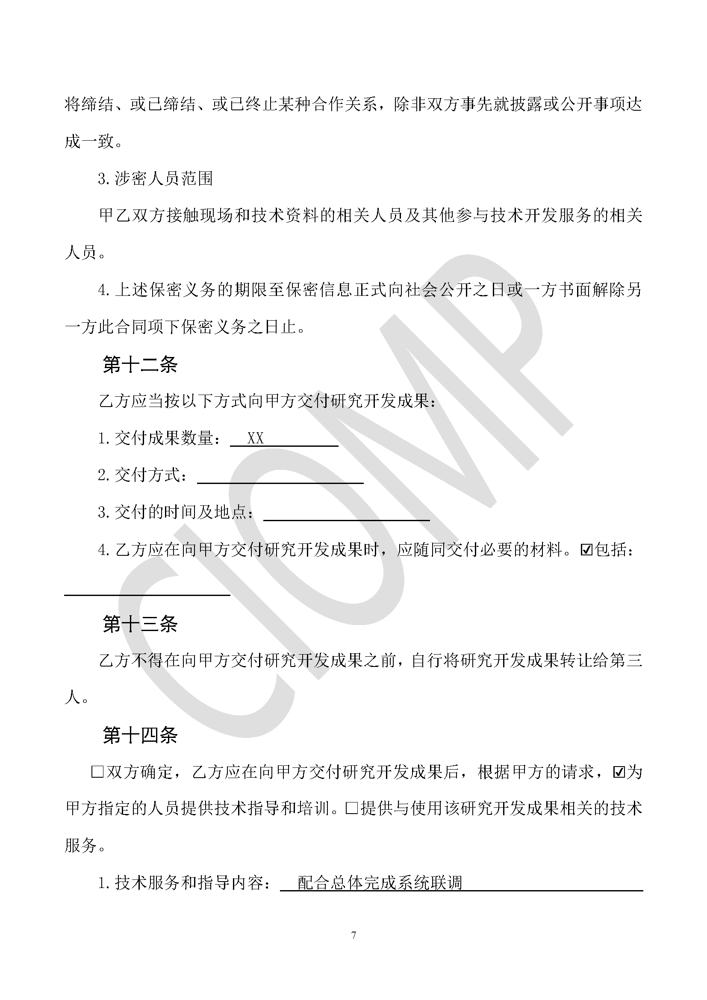 将缔结、或已缔结、或已终止某种合作关系，除非双方事先就披露或公开事项达
成一致。
3.涉密人员范围
甲乙双方接触现场和技术资料的相关人员及其他参与技术开发服务的相关
人员。
4.上述保密义务的期限至保密信息正式向社会公开之日或一方书面解除另
一方此合同项下保密义务之日止。
第十二条
乙方应当按以下方式向甲方交付研究开发成果：
1.交付成果数量： XX
2.交付方式：
3.交付的时间及地点：
4.乙方应在向甲方交付研究开发成果时，应随同交付必要的材料。☑包括：
第十三条
乙方不得在向甲方交付研究开发成果之前，自行将研究开发成果转让给第三
人。
第十四条
□双方确定，乙方应在向甲方交付研究开发成果后，根据甲方的请求，☑为
甲方指定的人员提供技术指导和培训。□提供与使用该研究开发成果相关的技术
服务。
1.技术服务和指导内容： 配合总体完成系统联调
7
CIOMP